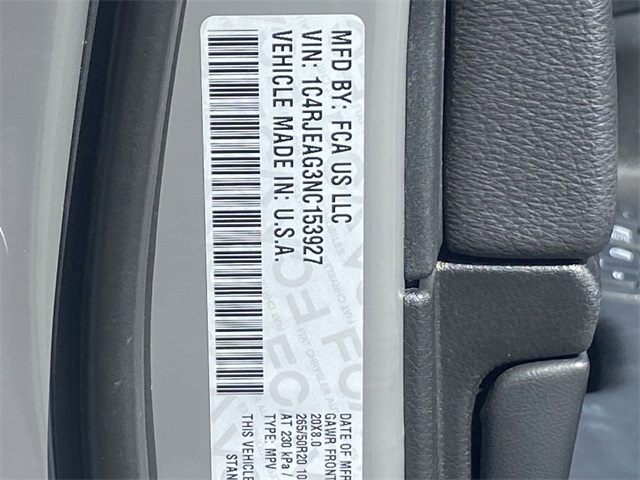 MFD BY: FCA US LLC
VIN: 1C4RJEAG3NC153927
VEHICLE MADE IN: U.S.A.
DATE OF MFR
GAWR FRONT
20X8.0
265/50R20 10
AT 230 kPa /
TYPE: MPV
THIS VEHICLE
STAN